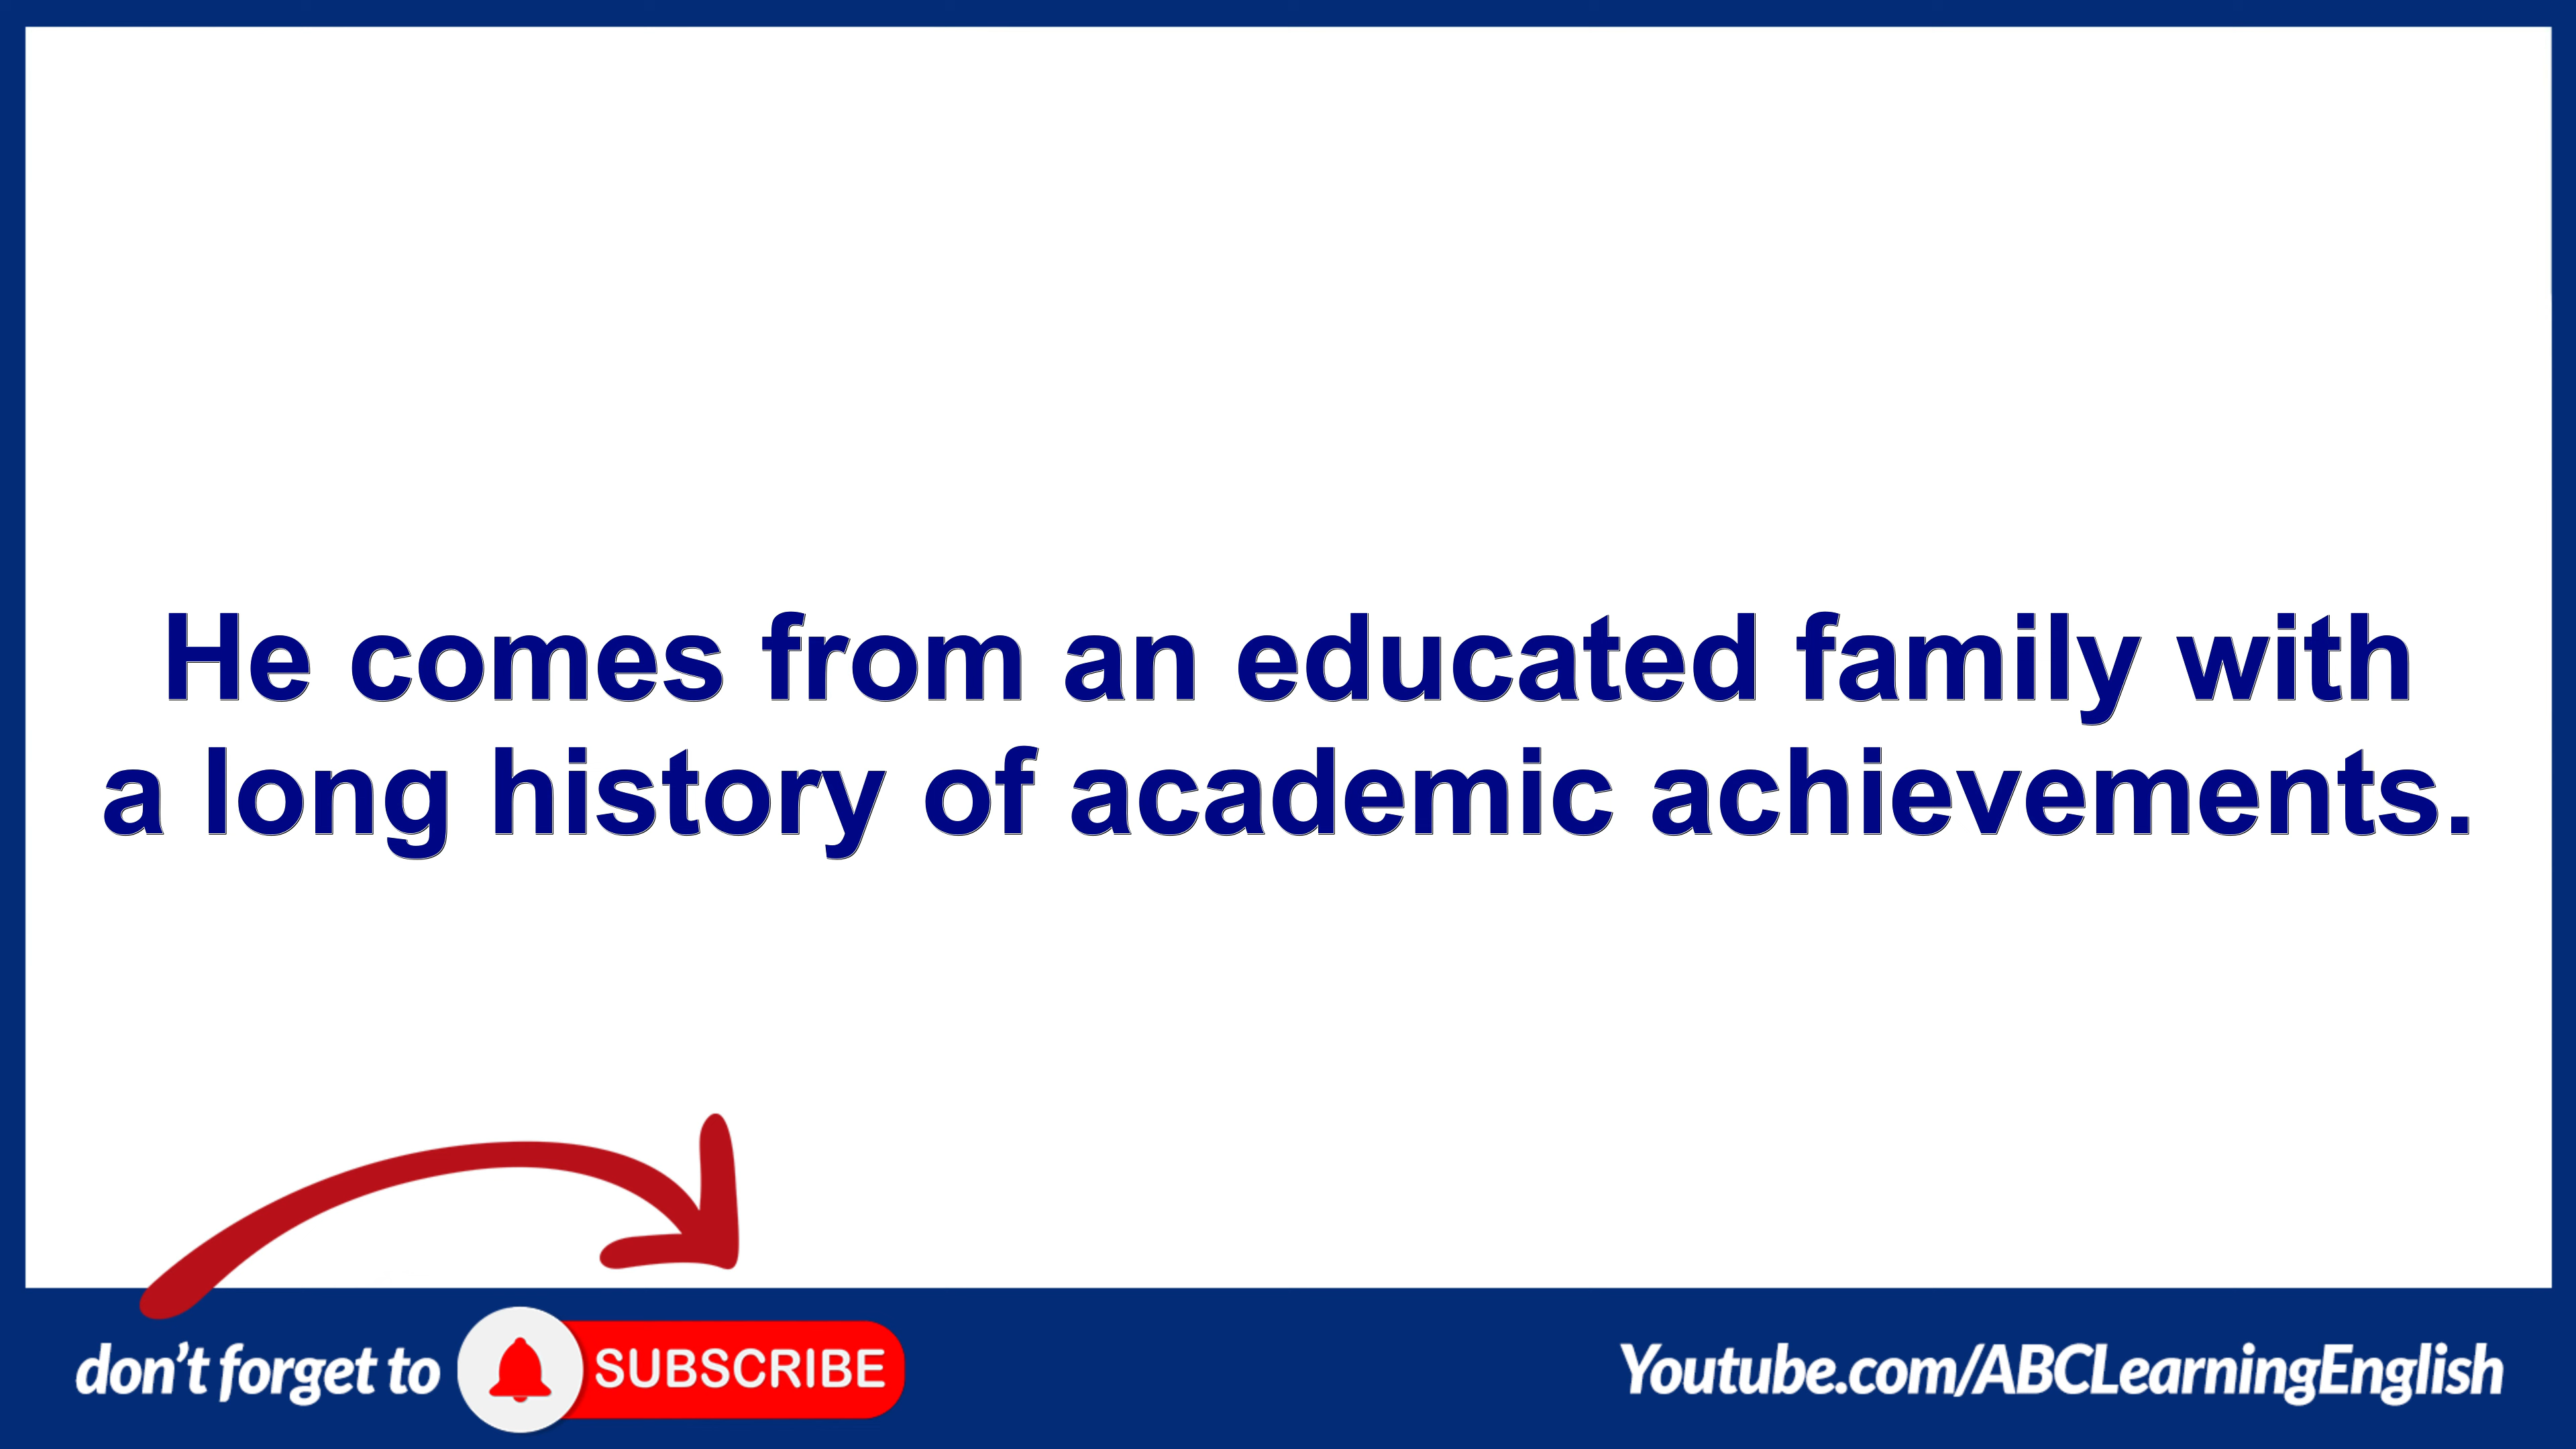 He comes from an educated family with
a long history of academic achievements.
don't forget to SUBSCRIBE
Youtube.com/ABCLearningEnglish